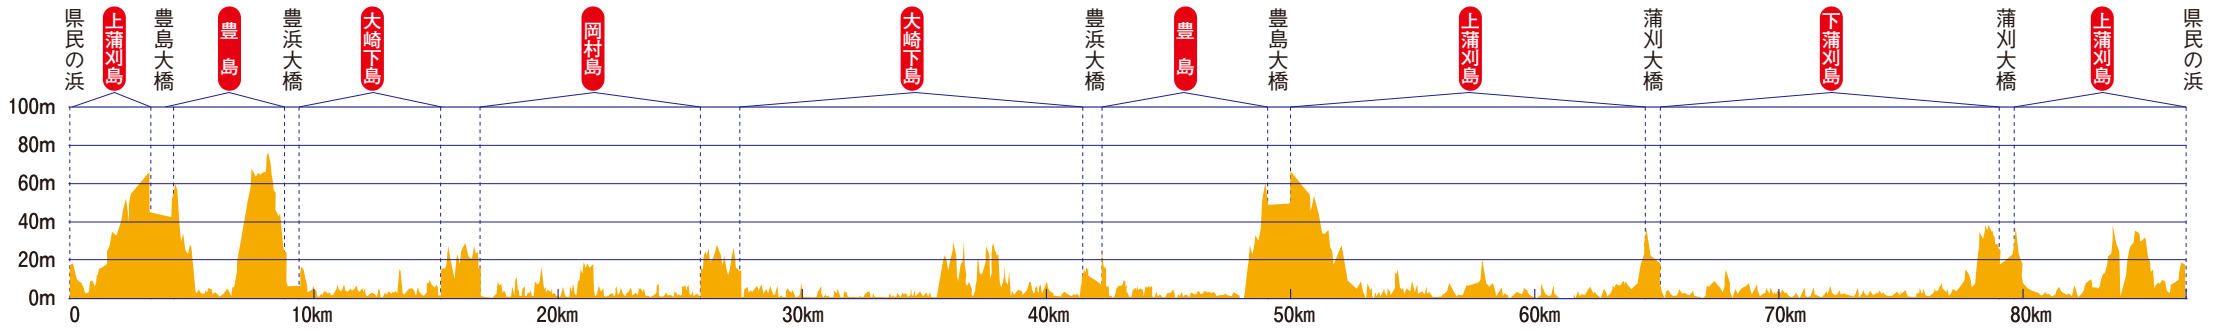 県民の浜
上蒲刈島
豊島大橋
豊島
豊浜大橋
大崎下島
岡村島
大崎下島
豊浜大橋
豊島
豊島大橋
上蒲刈島
蒲刈大橋
下蒲刈島
蒲刈大橋
上蒲刈島
県民の浜
100m
80m
60m
40m
20m
0m
0
10km
20km
30km
40km
50km
60km
70km
80km